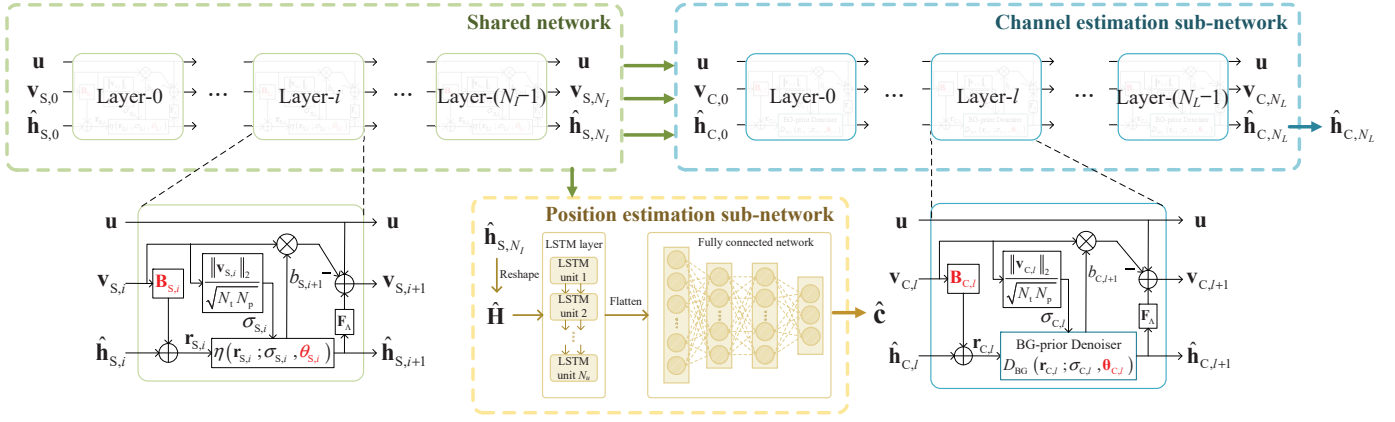 Shared network
Channel estimation sub-network
u
v_{S,0}
ĥ_{S,0}
Layer-0
...
Layer-i
...
Layer-(N_I−1)
u
v_{S,N_I}
ĥ_{S,N_I}
u
v_{C,0}
ĥ_{C,0}
Layer-0
...
Layer-l
...
Layer-(N_L−1)
u
v_{C,N_L}
ĥ_{C,N_L}
ĥ_{C,N_L}
u
v_{S,i}
ĥ_{S,i}
B_{S,i}
‖v_{S,i}‖_2
√(N_t N_p)
σ_{S,i}
b_{S,i+1}
−
F_Λ
r_{S,i}
η(r_{S,i} ; σ_{S,i} , θ_{S,i})
u
v_{S,i+1}
ĥ_{S,i+1}
Position estimation sub-network
ĥ_{S,N_I}
Reshape
Ĥ
LSTM layer
LSTM
unit 1
LSTM
unit 2
LSTM
unit N_u
Flatten
Fully connected network
ĉ
u
v_{C,l}
ĥ_{C,l}
B_{C,l}
‖v_{C,l}‖_2
√(N_t N_p)
σ_{C,l}
b_{C,l+1}
−
F_Λ
r_{C,l}
BG-prior Denoiser
D_{BG} (r_{C,l} ; σ_{C,l} , θ_{C,l})
u
v_{C,l+1}
ĥ_{C,l+1}